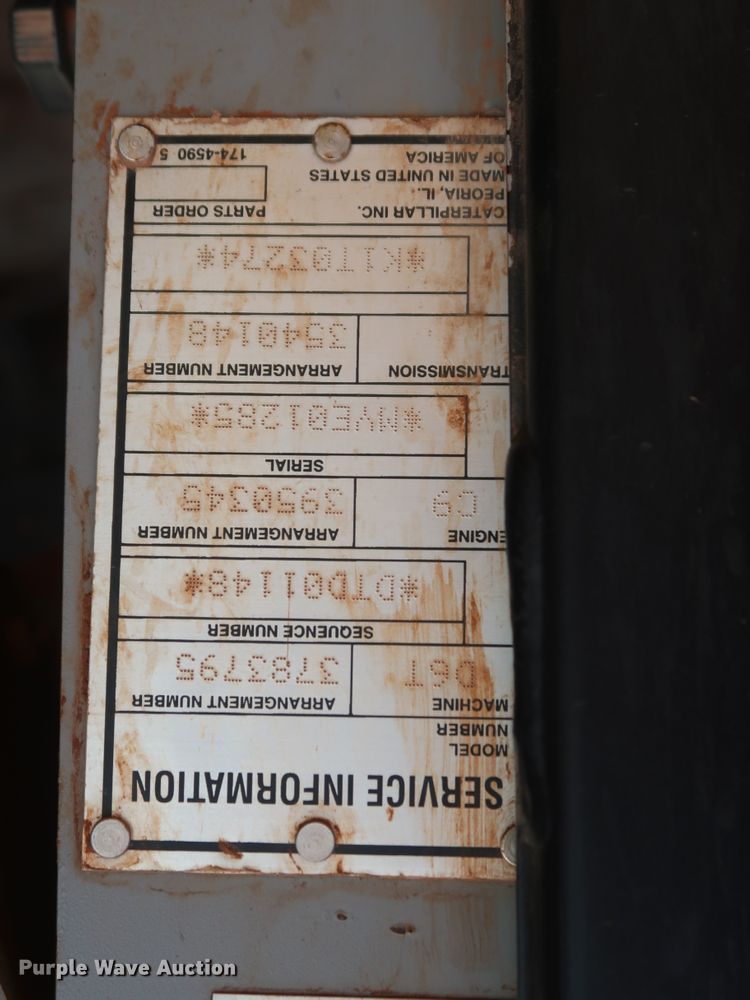 SERVICE INFORMATION
MODEL
NUMBER
MACHINE ARRANGEMENT NUMBER
D6T 3783795
SEQUENCE NUMBER
*DTD01148*
ENGINE ARRANGEMENT NUMBER
C9 3950345
SERIAL
*MYE01285*
TRANSMISSION ARRANGEMENT NUMBER
3540148
*K1T03274*
CATERPILLAR INC. PARTS ORDER
PEORIA, IL.
MADE IN UNITED STATES
OF AMERICA 174-4590 5
Purple Wave Auction